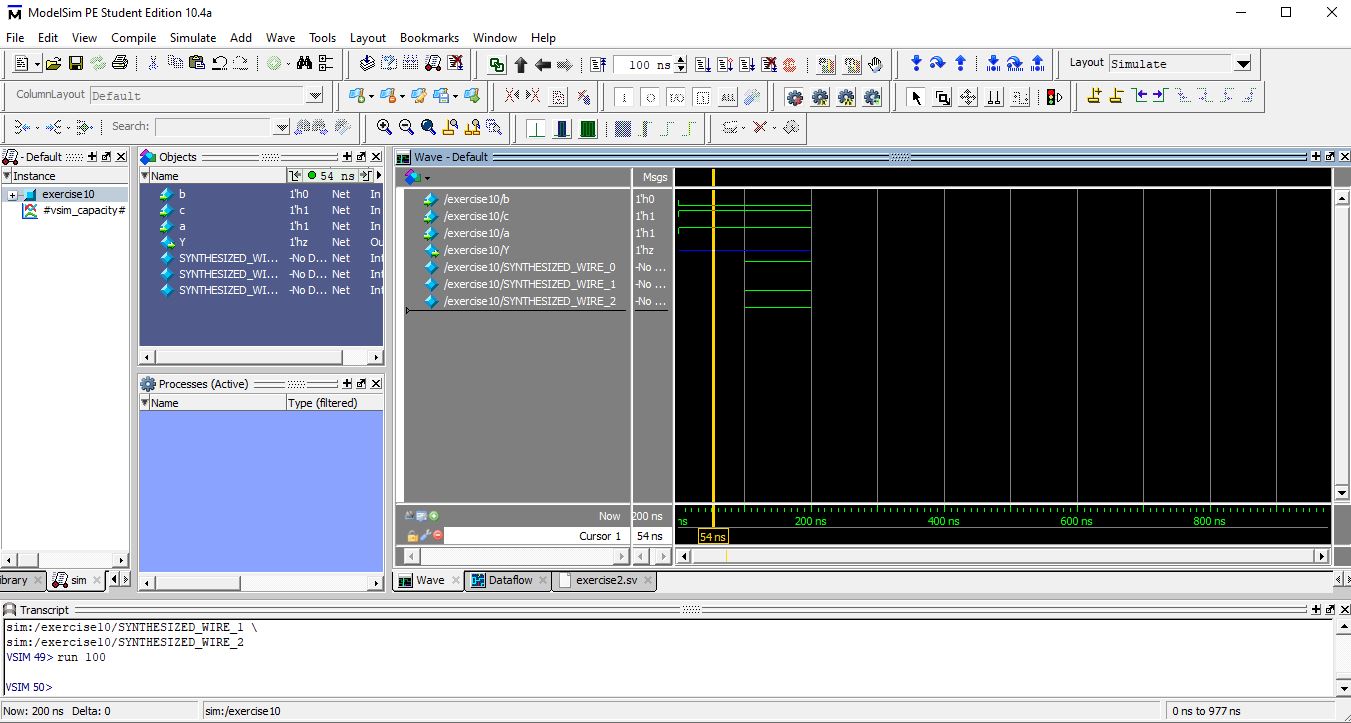 ModelSim PE Student Edition 10.4a
File Edit View Compile Simulate Add Wave Tools Layout Bookmarks Window Help
100 ns
Layout Simulate
ColumnLayout Default
Search:
- Default
Instance
exercise10
#vsim_capacity#
Objects
Name 54 ns
b 1'h0 Net In
c 1'h1 Net In
a 1'h1 Net In
Y 1'hz Net Ou
SYNTHESIZED_WI... -No D... Net Int
SYNTHESIZED_WI... -No D... Net Int
SYNTHESIZED_WI... -No D... Net Int
Processes (Active)
Name Type (filtered)
Wave - Default
Msgs
/exercise10/b 1'h0
/exercise10/c 1'h1
/exercise10/a 1'h1
/exercise10/Y 1'hz
/exercise10/SYNTHESIZED_WIRE_0 -No ...
/exercise10/SYNTHESIZED_WIRE_1 -No ...
/exercise10/SYNTHESIZED_WIRE_2 -No ...
Now 200 ns ns 200 ns 400 ns 600 ns 800 ns
Cursor 1 54 ns 54 ns
ibrary sim
Wave Dataflow exercise2.sv
Transcript
sim:/exercise10/SYNTHESIZED_WIRE_1 \
sim:/exercise10/SYNTHESIZED_WIRE_2
VSIM 49> run 100
VSIM 50>
Now: 200 ns Delta: 0 sim:/exercise10 0 ns to 977 ns